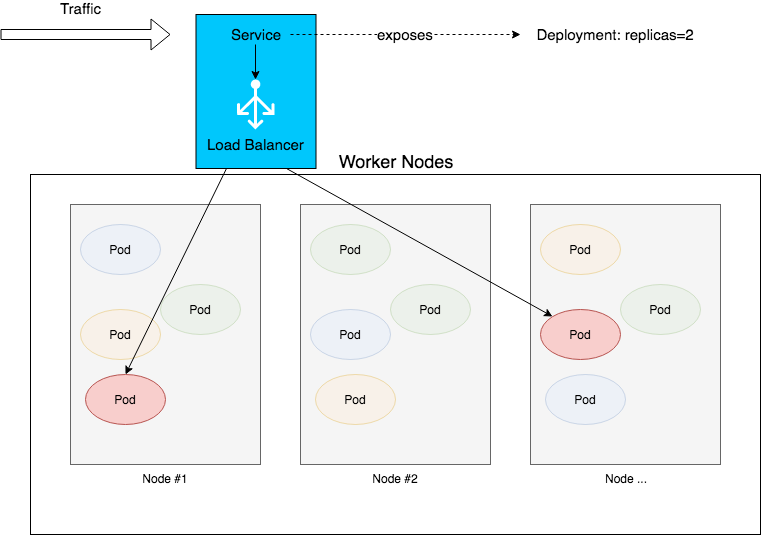 Traffic
Service
exposes
Deployment: replicas=2
Load Balancer
Worker Nodes
Pod
Pod
Pod
Pod
Node #1
Pod
Pod
Pod
Pod
Node #2
Pod
Pod
Pod
Pod
Node ...